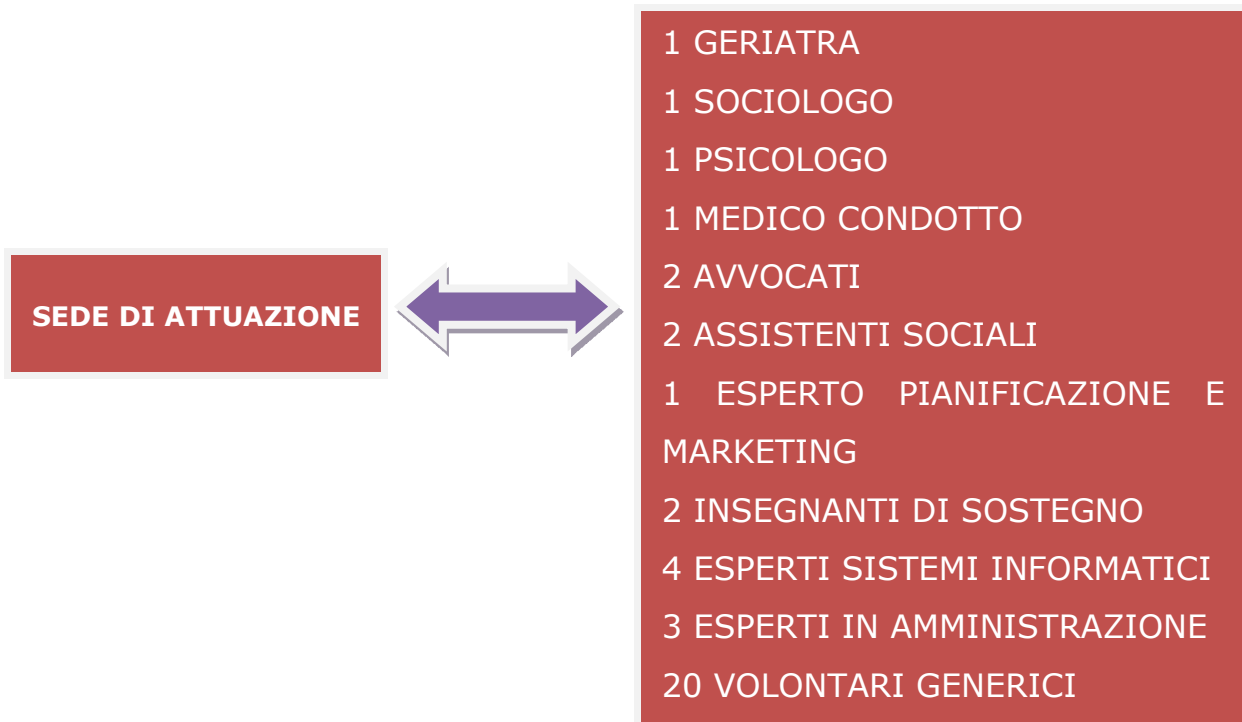 SEDE DI ATTUAZIONE
1 GERIATRA
1 SOCIOLOGO
1 PSICOLOGO
1 MEDICO CONDOTTO
2 AVVOCATI
2 ASSISTENTI SOCIALI
1 ESPERTO PIANIFICAZIONE E
MARKETING
2 INSEGNANTI DI SOSTEGNO
4 ESPERTI SISTEMI INFORMATICI
3 ESPERTI IN AMMINISTRAZIONE
20 VOLONTARI GENERICI